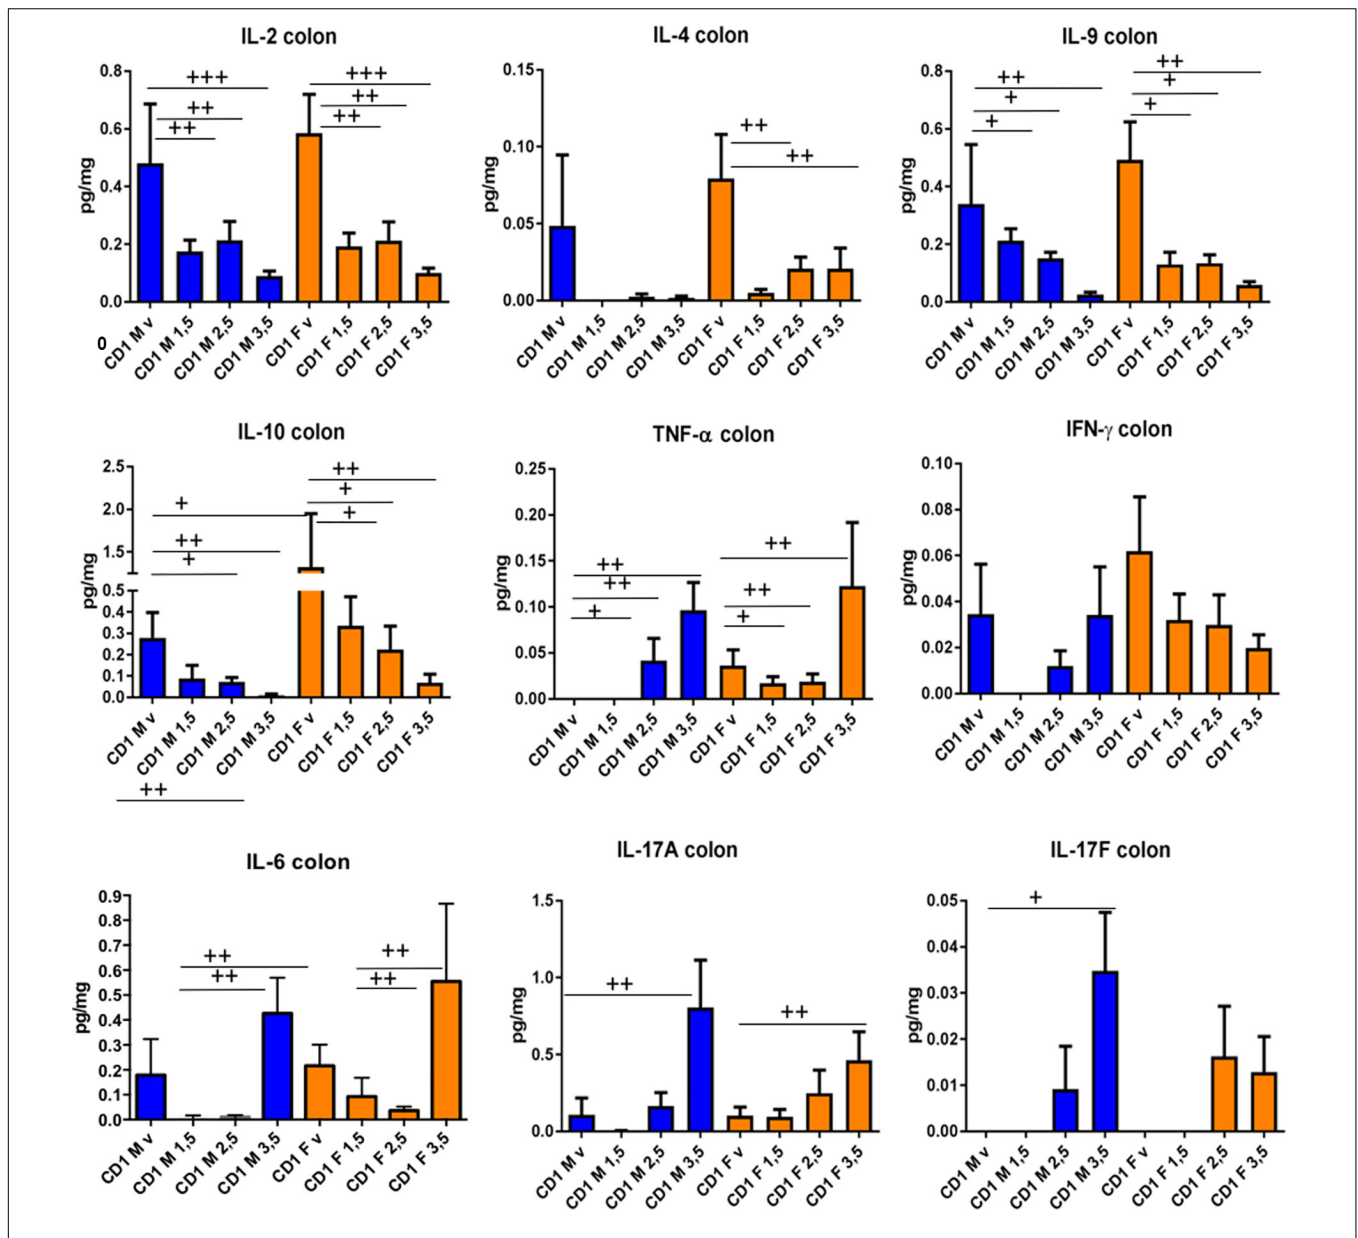 IL-2 colon
+++
++
++
+++
++
++
pg/mg
0.8
0.6
0.4
0.2
0.0
0
CD1 M v
CD1 M 1,5
CD1 M 2,5
CD1 M 3,5
CD1 F v
CD1 F 1,5
CD1 F 2,5
CD1 F 3,5
IL-4 colon
++
++
pg/mg
0.15
0.10
0.05
0.00
CD1 M v
CD1 M 1,5
CD1 M 2,5
CD1 M 3,5
CD1 F v
CD1 F 1,5
CD1 F 2,5
CD1 F 3,5
IL-9 colon
++
+
+
++
+
+
pg/mg
0.8
0.6
0.4
0.2
0.0
CD1 M v
CD1 M 1,5
CD1 M 2,5
CD1 M 3,5
CD1 F v
CD1 F 1,5
CD1 F 2,5
CD1 F 3,5
IL-10 colon
+
++
+
++
+
+
pg/mg
2.5
2.0
1.5
0.5
0.4
0.3
0.2
0.1
0.0
CD1 M v
CD1 M 1,5
CD1 M 2,5
CD1 M 3,5
CD1 F v
CD1 F 1,5
CD1 F 2,5
CD1 F 3,5
++
TNF-α colon
++
++
+
++
++
+
pg/mg
0.25
0.20
0.15
0.10
0.05
0.00
CD1 M v
CD1 M 1,5
CD1 M 2,5
CD1 M 3,5
CD1 F v
CD1 F 1,5
CD1 F 2,5
CD1 F 3,5
IFN-γ colon
pg/mg
0.10
0.08
0.06
0.04
0.02
0.00
CD1 M v
CD1 M 1,5
CD1 M 2,5
CD1 M 3,5
CD1 F v
CD1 F 1,5
CD1 F 2,5
CD1 F 3,5
IL-6 colon
++
++
++
++
pg/mg
0.9
0.8
0.7
0.6
0.5
0.4
0.3
0.2
0.1
0.0
CD1 M v
CD1 M 1,5
CD1 M 2,5
CD1 M 3,5
CD1 F v
CD1 F 1,5
CD1 F 2,5
CD1 F 3,5
IL-17A colon
++
++
pg/mg
1.5
1.0
0.5
0.0
CD1 M v
CD1 M 1,5
CD1 M 2,5
CD1 M 3,5
CD1 F v
CD1 F 1,5
CD1 F 2,5
CD1 F 3,5
IL-17F colon
+
pg/mg
0.05
0.04
0.03
0.02
0.01
0.00
CD1 M v
CD1 M 1,5
CD1 M 2,5
CD1 M 3,5
CD1 F v
CD1 F 1,5
CD1 F 2,5
CD1 F 3,5